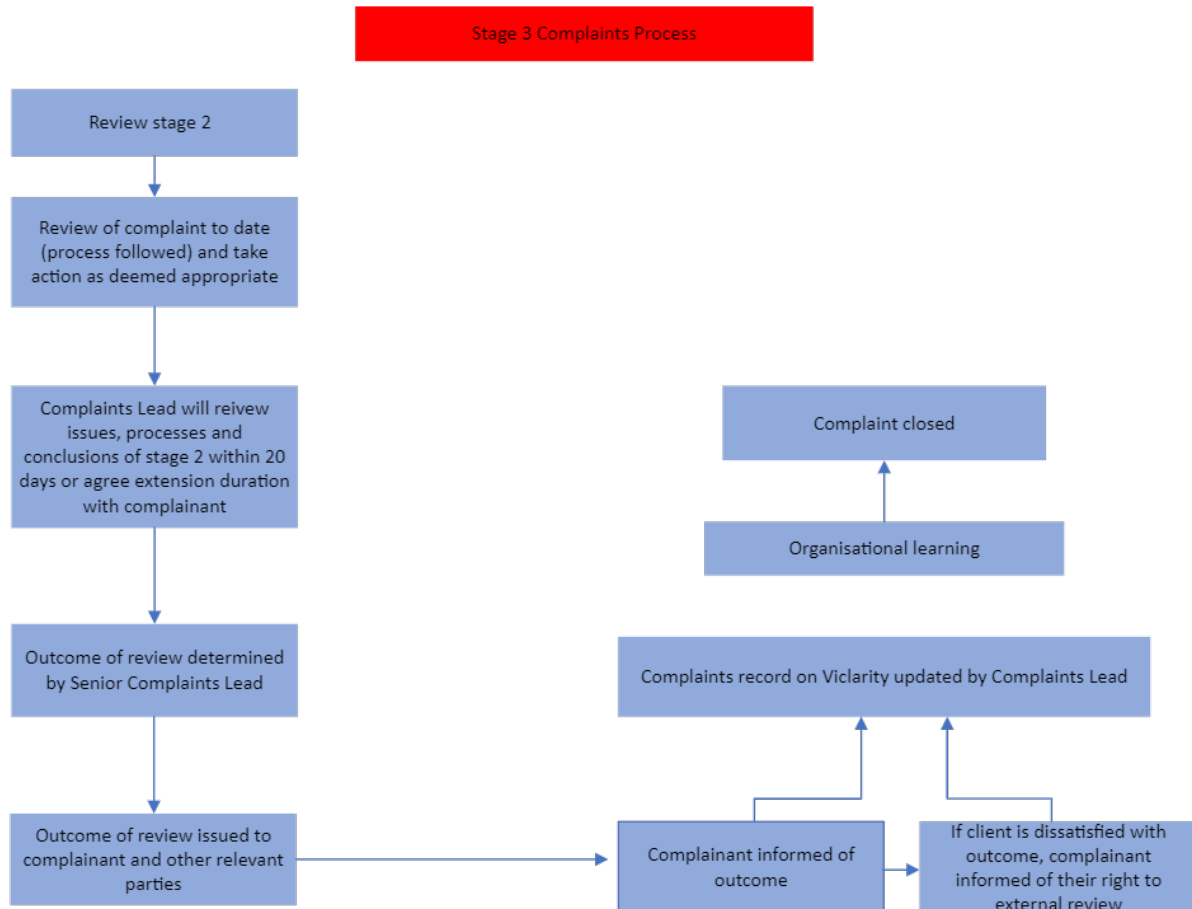 Stage 3 Complaints Process
Review stage 2
Review of complaint to date
(process followed) and take
action as deemed appropriate
Complaints Lead will reivew
issues, processes and
conclusions of stage 2 within 20
days or agree extension duration
with complainant
Outcome of review determined
by Senior Complaints Lead
Outcome of review issued to
complainant and other relevant
parties
Complainant informed of
outcome
If client is dissatisfied with
outcome, complainant
informed of their right to
external review
Complaints record on Viclarity updated by Complaints Lead
Organisational learning
Complaint closed